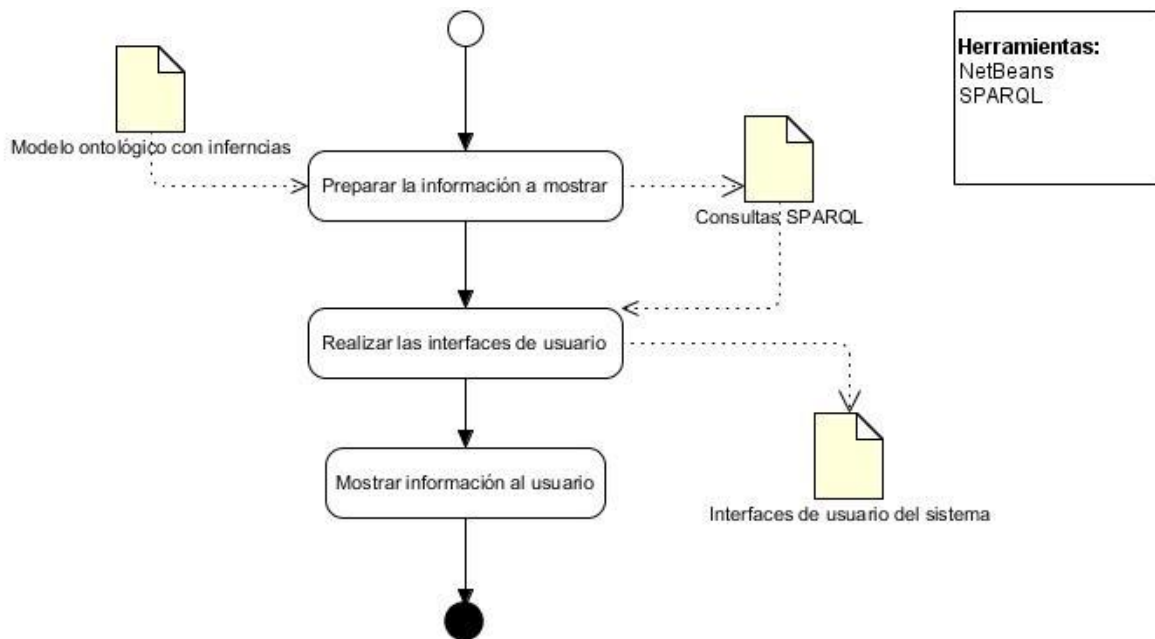 Herramientas:
NetBeans
SPARQL
Modelo ontológico con inferncias
Preparar la información a mostrar
Consultas SPARQL
Realizar las interfaces de usuario
Mostrar información al usuario
Interfaces de usuario del sistema